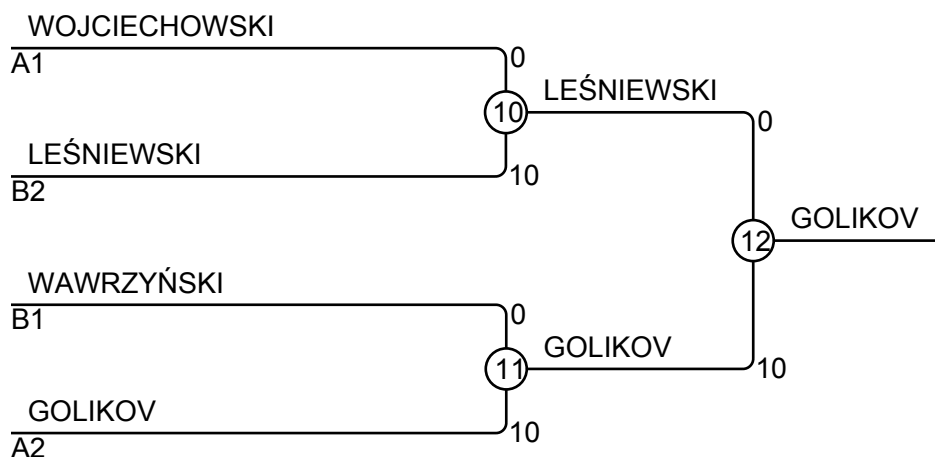 WOJCIECHOWSKI
A1
0
10
LEŚNIEWSKI
0
LEŚNIEWSKI
B2
10
12
GOLIKOV
WAWRZYŃSKI
B1
0
11
GOLIKOV
10
GOLIKOV
A2
10